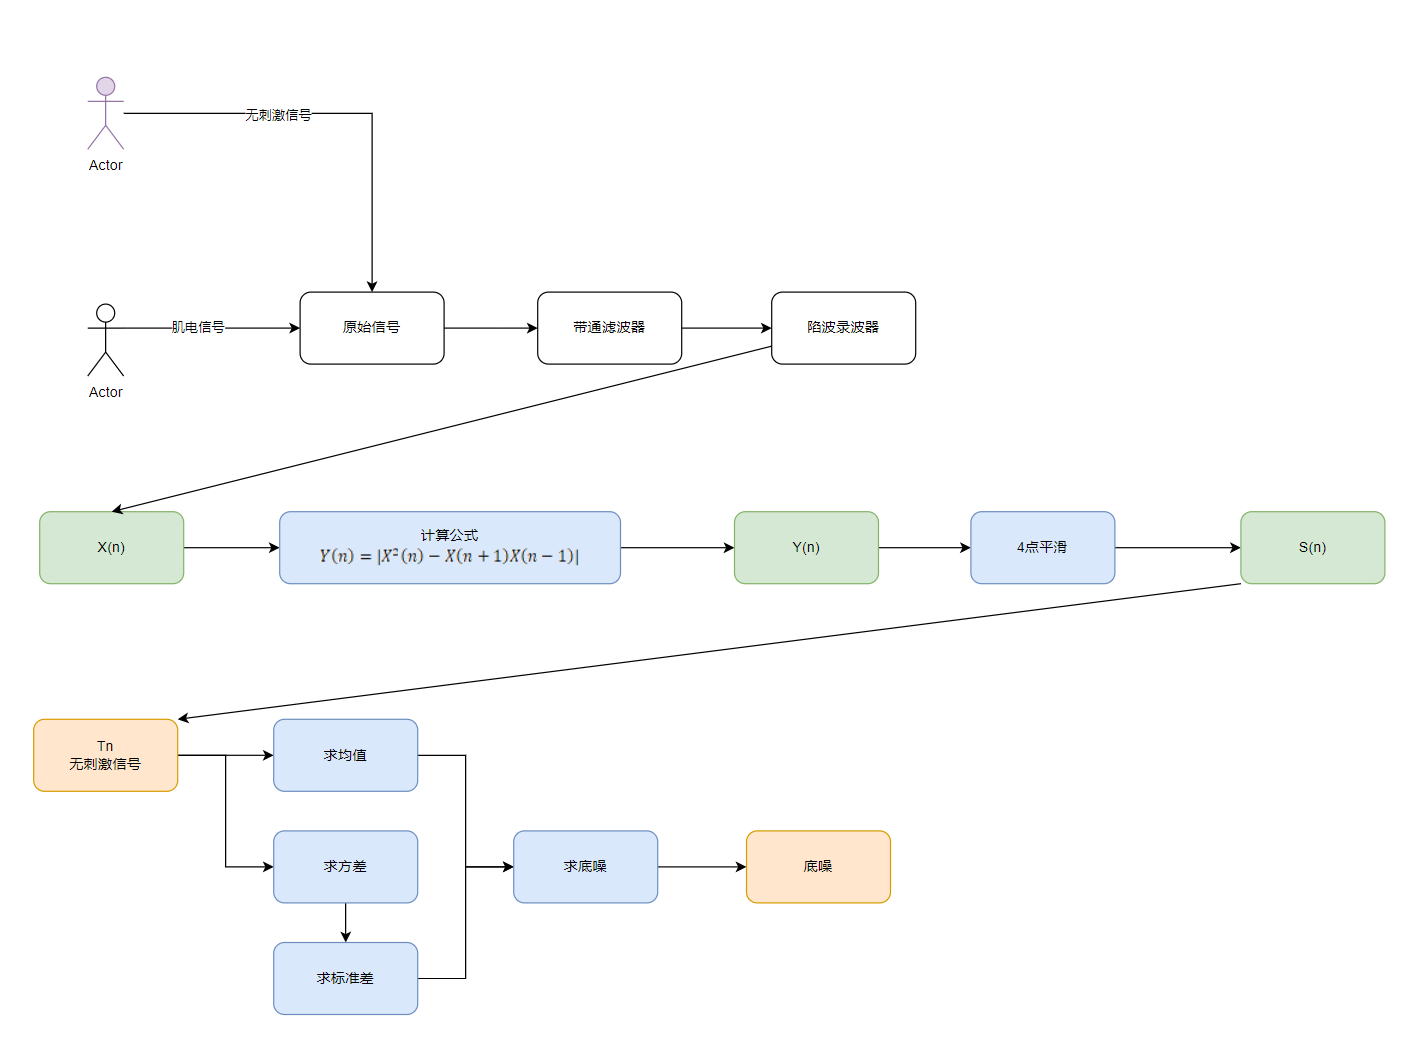 无刺激信号
Actor
肌电信号
原始信号
带通滤波器
陷波录波器
Actor
X(n)
计算公式
Y(n) = |X²(n) − X(n + 1)X(n − 1)|
Y(n)
4点平滑
S(n)
Tn
无刺激信号
求均值
求方差
求底噪
底噪
求标准差